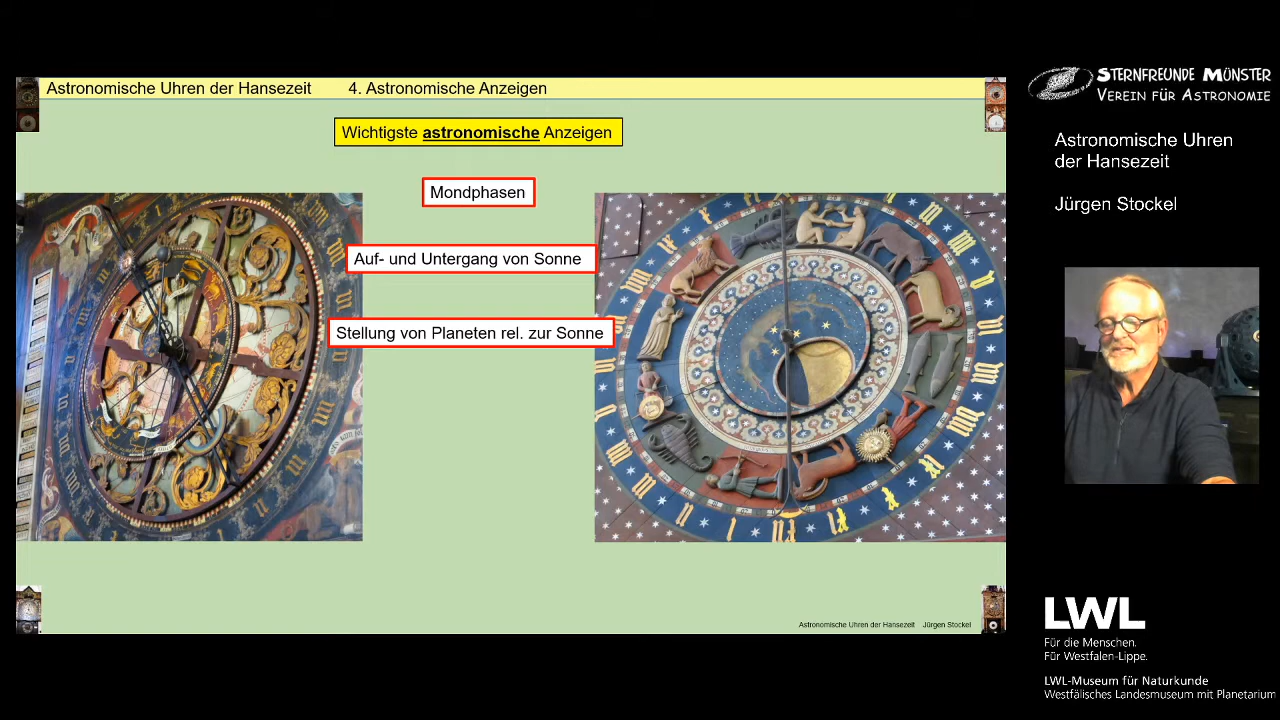 Astronomische Uhren der Hansezeit 4. Astronomische Anzeigen
Wichtigste astronomische Anzeigen
Mondphasen
Auf- und Untergang von Sonne
Stellung von Planeten rel. zur Sonne
Astronomische Uhren der Hansezeit Jürgen Stockel
STERNFREUNDE MÜNSTER
VEREIN FÜR ASTRONOMIE
Astronomische Uhren
der Hansezeit
Jürgen Stockel
LWL
Für die Menschen.
Für Westfalen-Lippe.
LWL-Museum für Naturkunde
Westfälisches Landesmuseum mit Planetarium